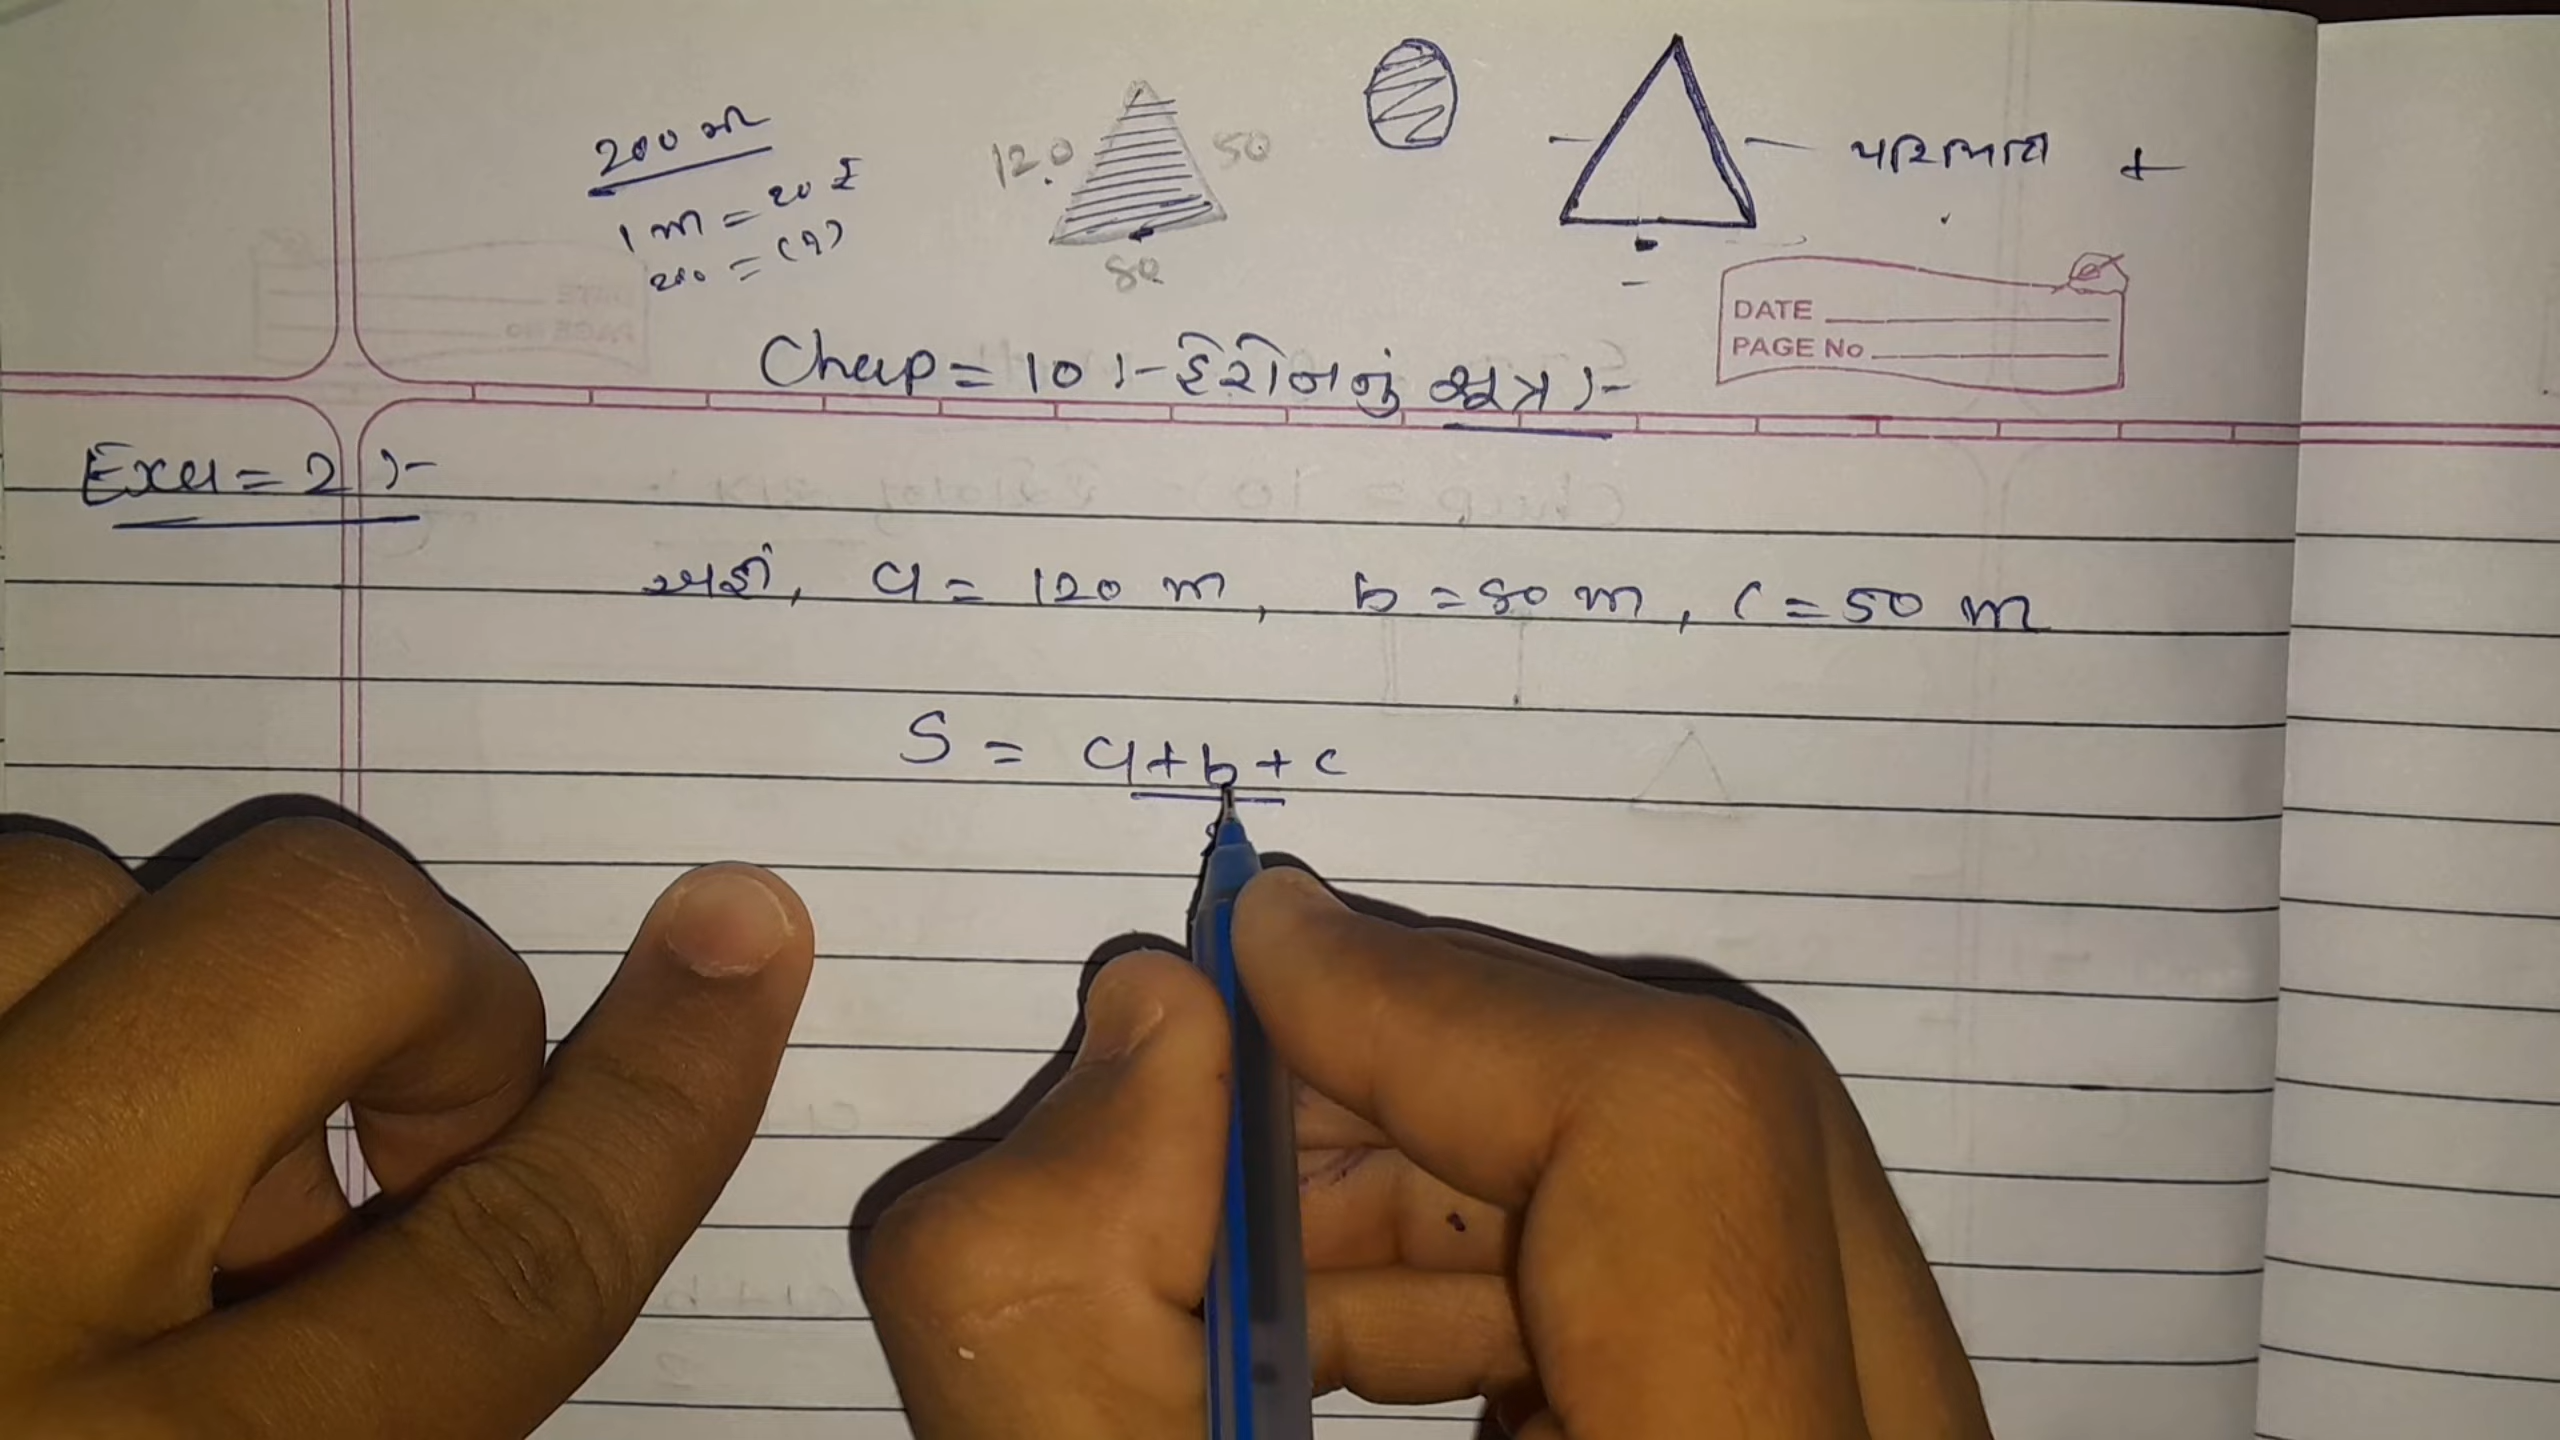 200 m
1 m = 20 ₹
200 = (?)
120
50
80
પરિમિતિ +
DATE
PAGE No
Chap = 10 :- હેરોનનું સૂત્ર :-
Exa = 2 :-
અહીં, a = 120 m, b = 80 m, c = 50 m
S = a+b+c